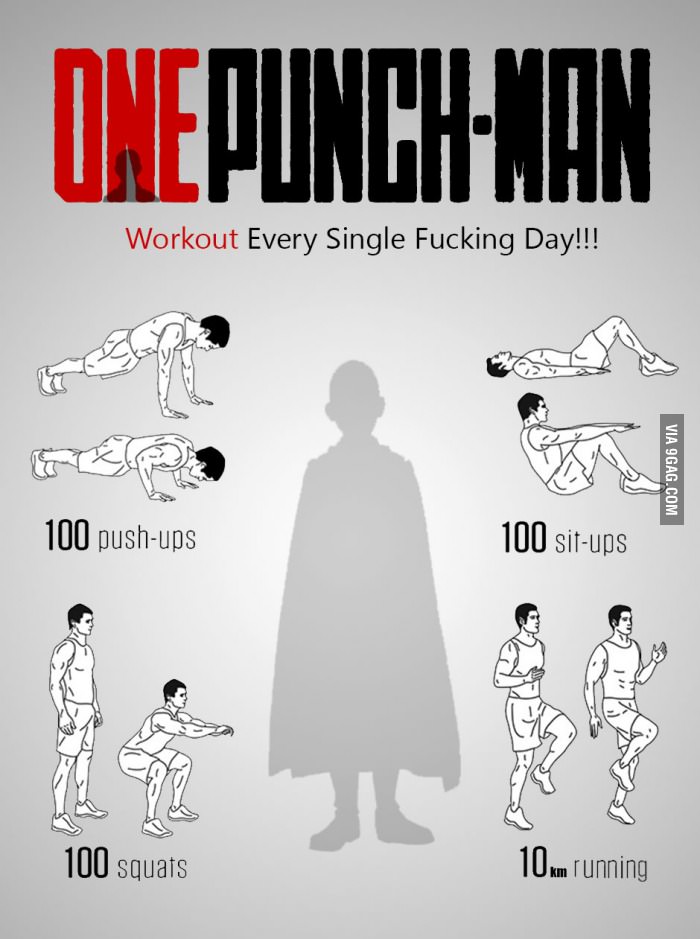 ONE PUNCH-MAN
Workout Every Single Fucking Day!!!
100 push-ups
100 sit-ups
100 squats
10km running
VIA 9GAG.COM